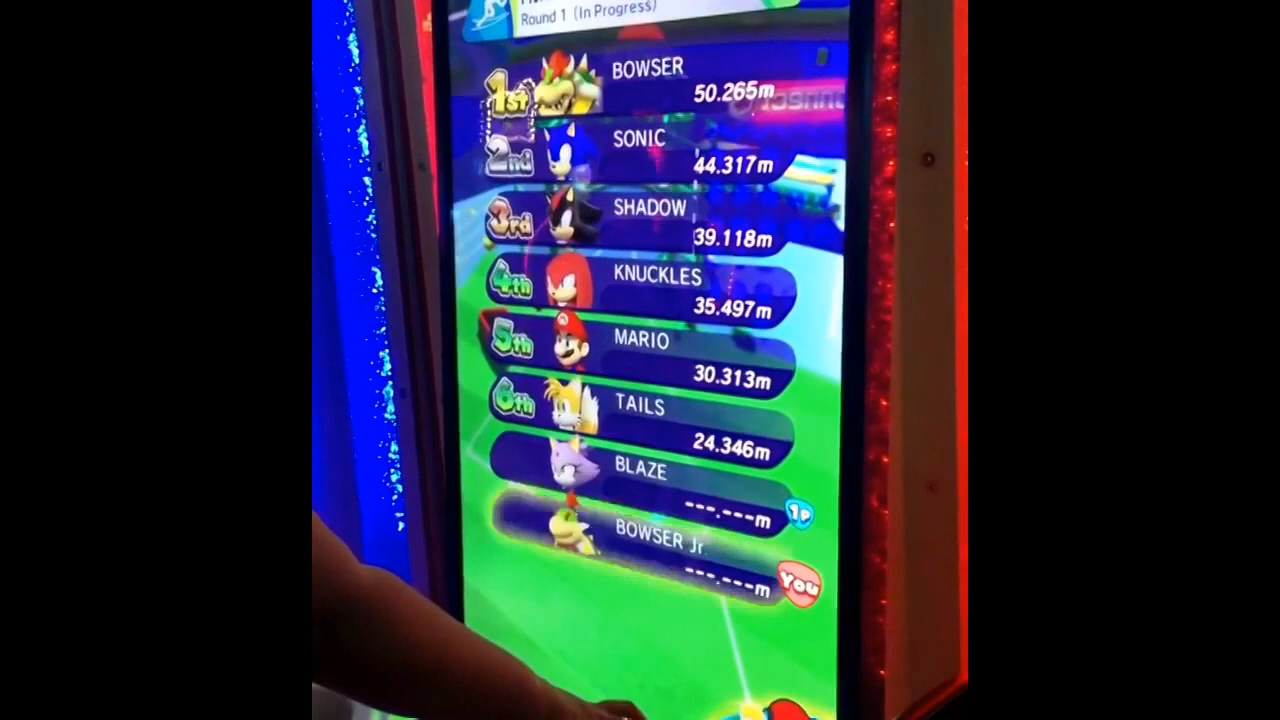 Round 1 (In Progress)
1st BOWSER
50.265m
2nd SONIC
44.317m
3rd SHADOW
39.118m
4th KNUCKLES
35.497m
5th MARIO
30.313m
6th TAILS
24.346m
BLAZE
---.---m 1P
BOWSER Jr.
---.---m You